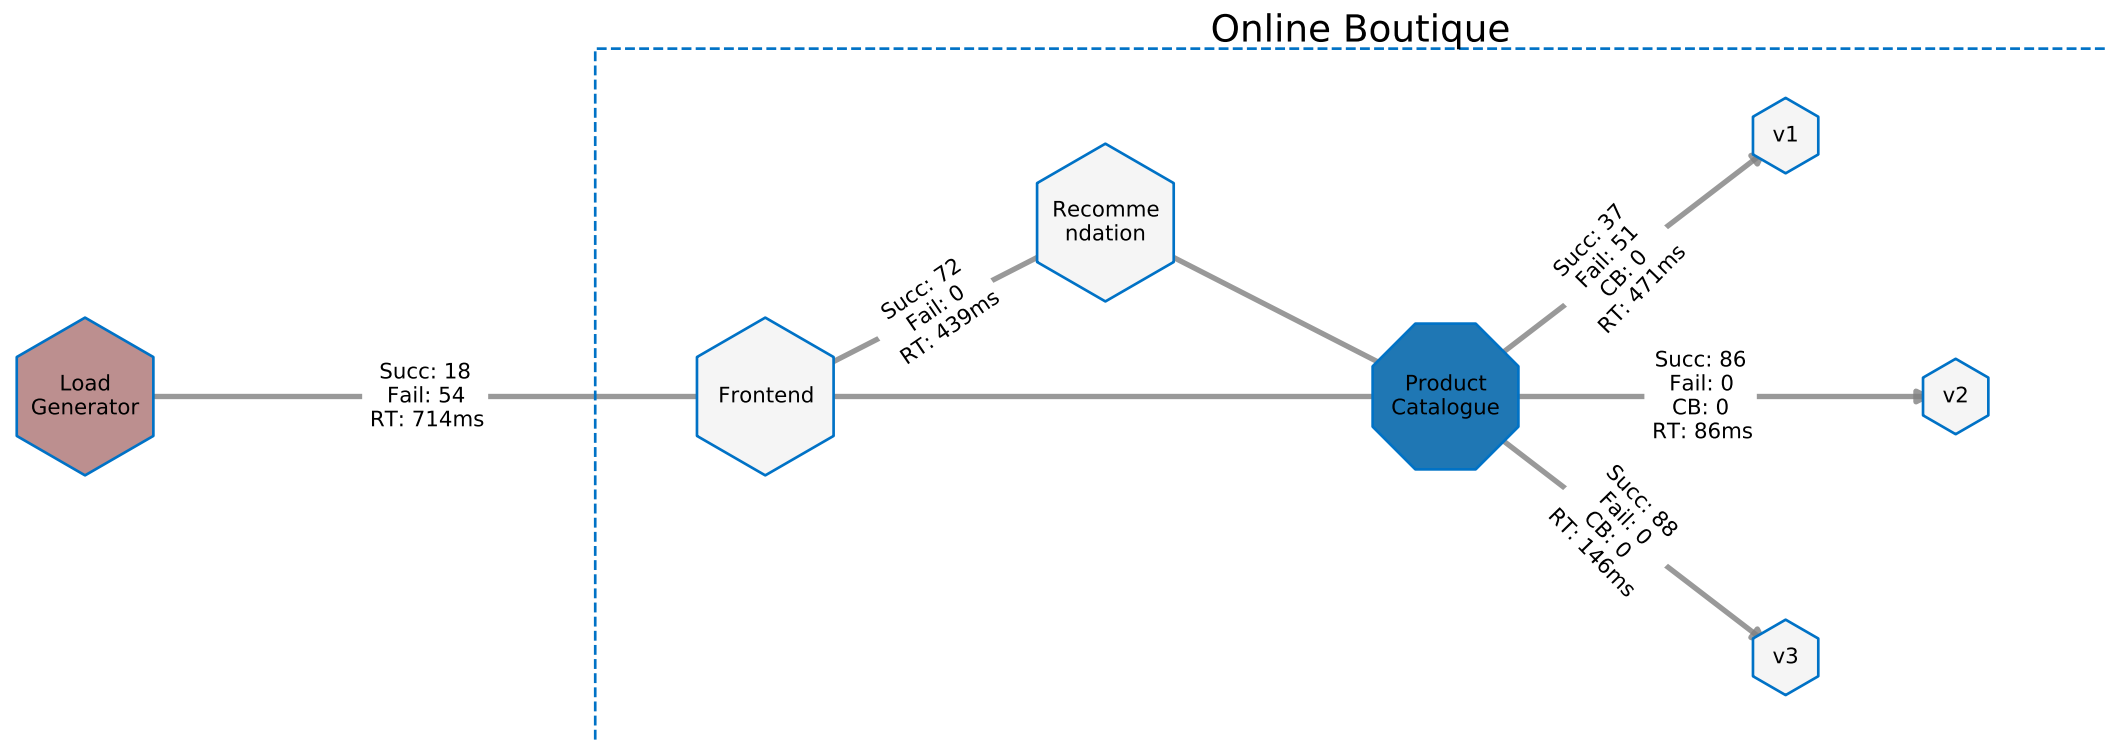 Online Boutique
Load
Generator
Succ: 18
Fail: 54
RT: 714ms
Frontend
Succ: 72
Fail: 0
RT: 439ms
Recomme
ndation
Product
Catalogue
Succ: 37
Fail: 51
CB: 0
RT: 471ms
v1
Succ: 86
Fail: 0
CB: 0
RT: 86ms
v2
Succ: 88
Fail: 0
CB: 0
RT: 146ms
v3